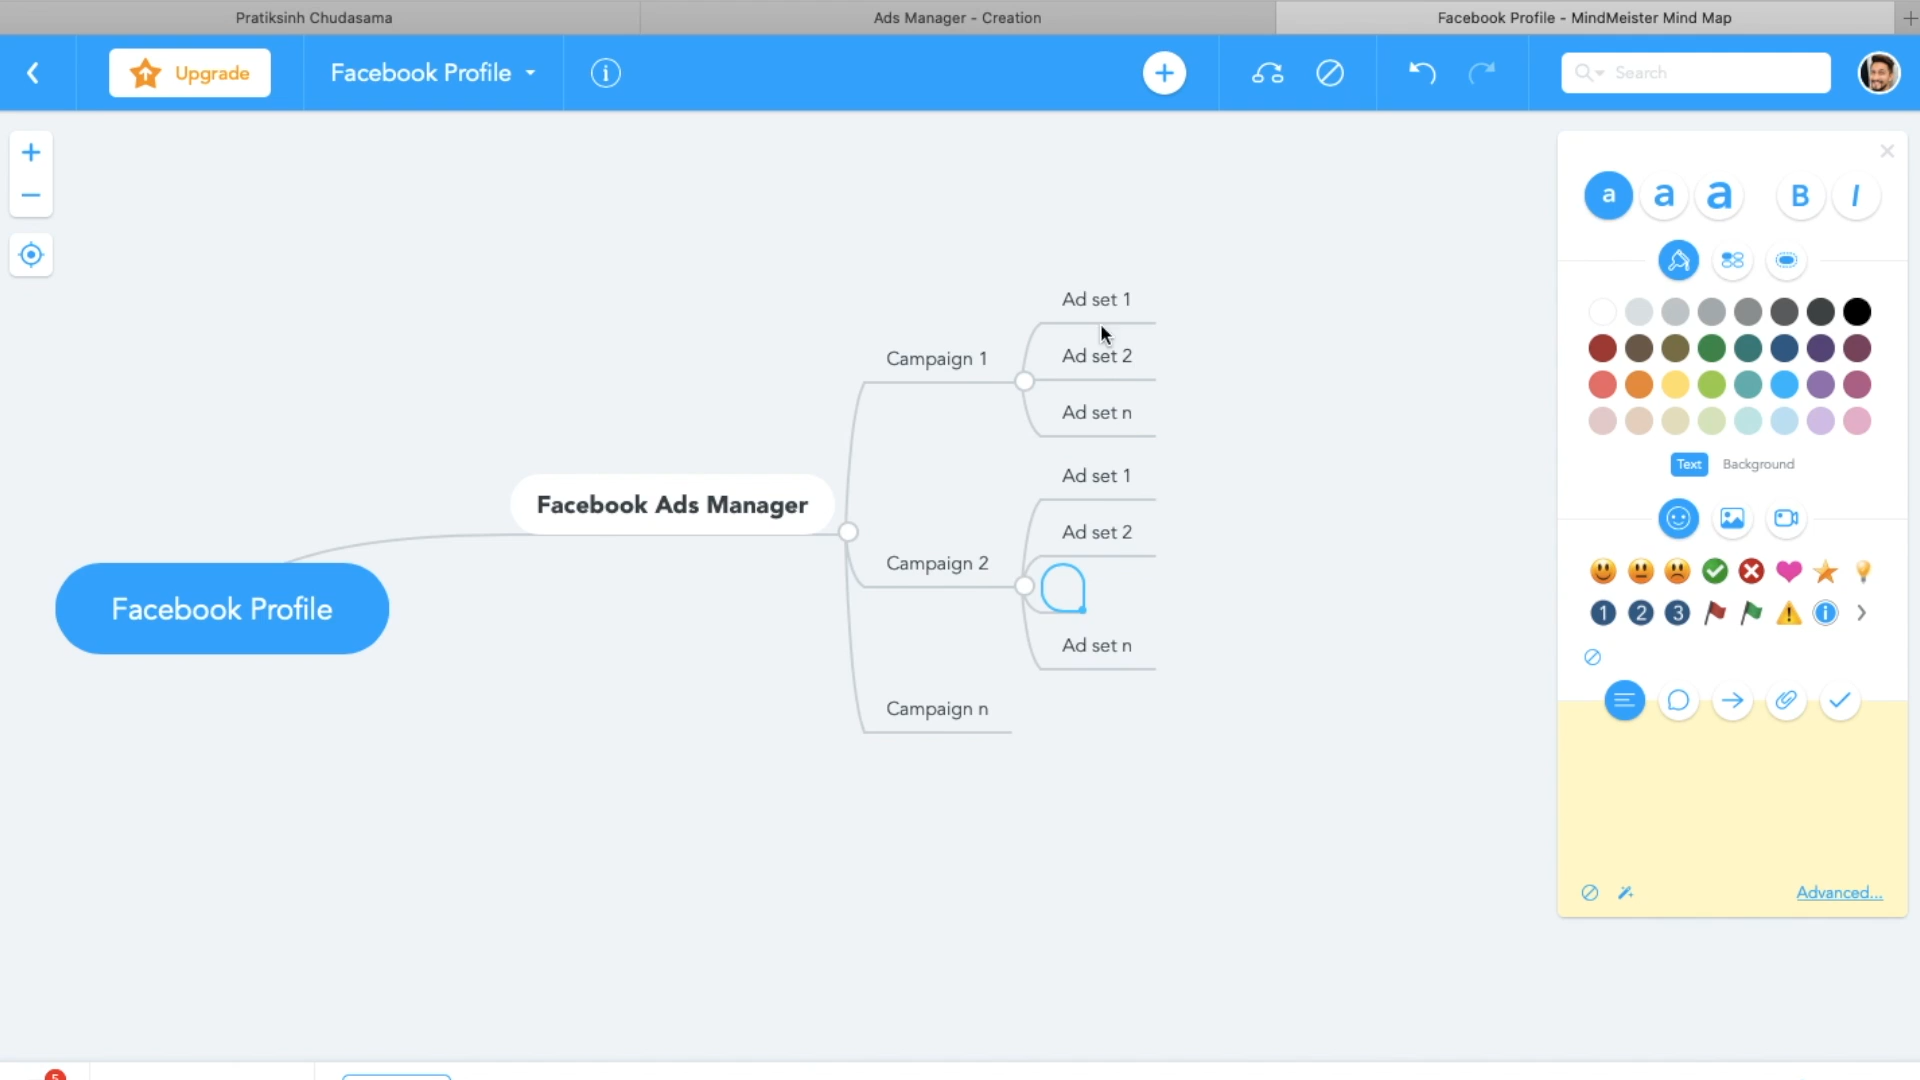 Pratiksinh Chudasama
Ads Manager - Creation
Facebook Profile - MindMeister Mind Map
Upgrade
Facebook Profile
Search
a a a B I
Ad set 1
Campaign 1
Ad set 2
Ad set n
Text Background
Ad set 1
Facebook Ads Manager
Ad set 2
Campaign 2
Facebook Profile
1 2 3
Ad set n
Campaign n
Advanced...
5